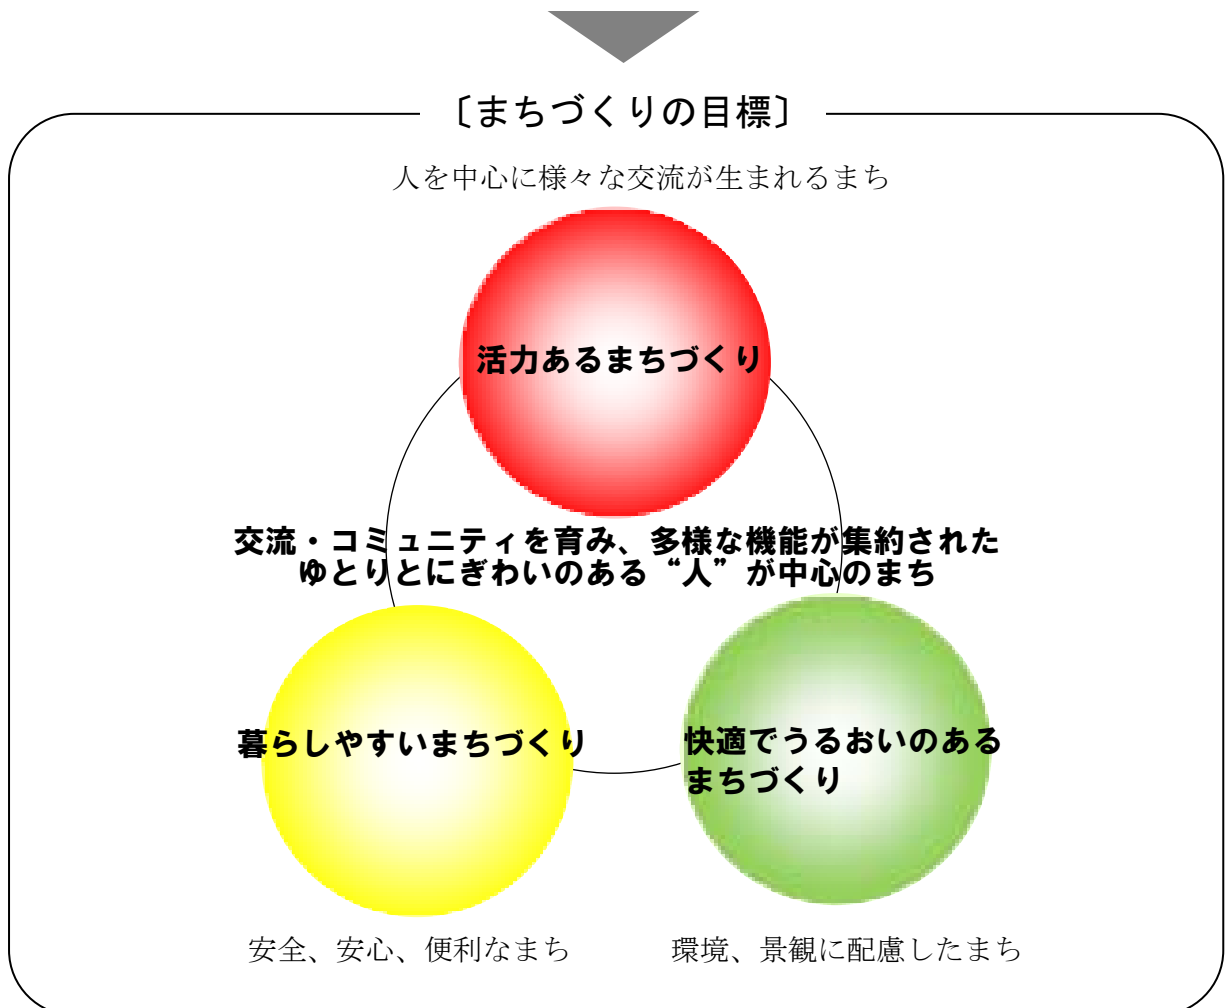 〔まちづくりの目標〕
人を中心に様々な交流が生まれるまち
活力あるまちづくり
交流・コミュニティを育み、多様な機能が集約された
ゆとりとにぎわいのある“人”が中心のまち
暮らしやすいまちづくり
快適でうるおいのある
まちづくり
安全、安心、便利なまち
環境、景観に配慮したまち